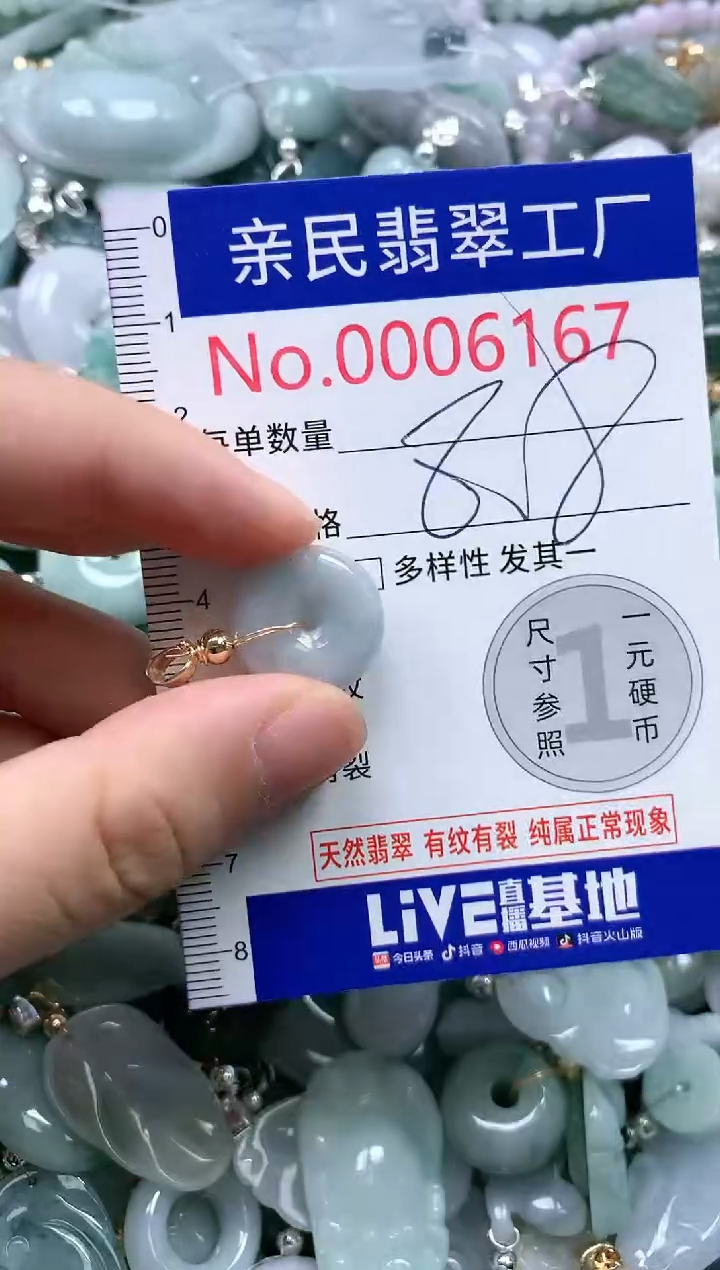 亲民翡翠工厂
No.0006167
每单数量
格
88
多样性 发其一
尺寸参照
1
一元硬币
裂
天然翡翠 有纹有裂 纯属正常现象
LiVE直播基地
今日头条 抖音 西瓜视频 抖音火山版
0
1
2
4
7
8